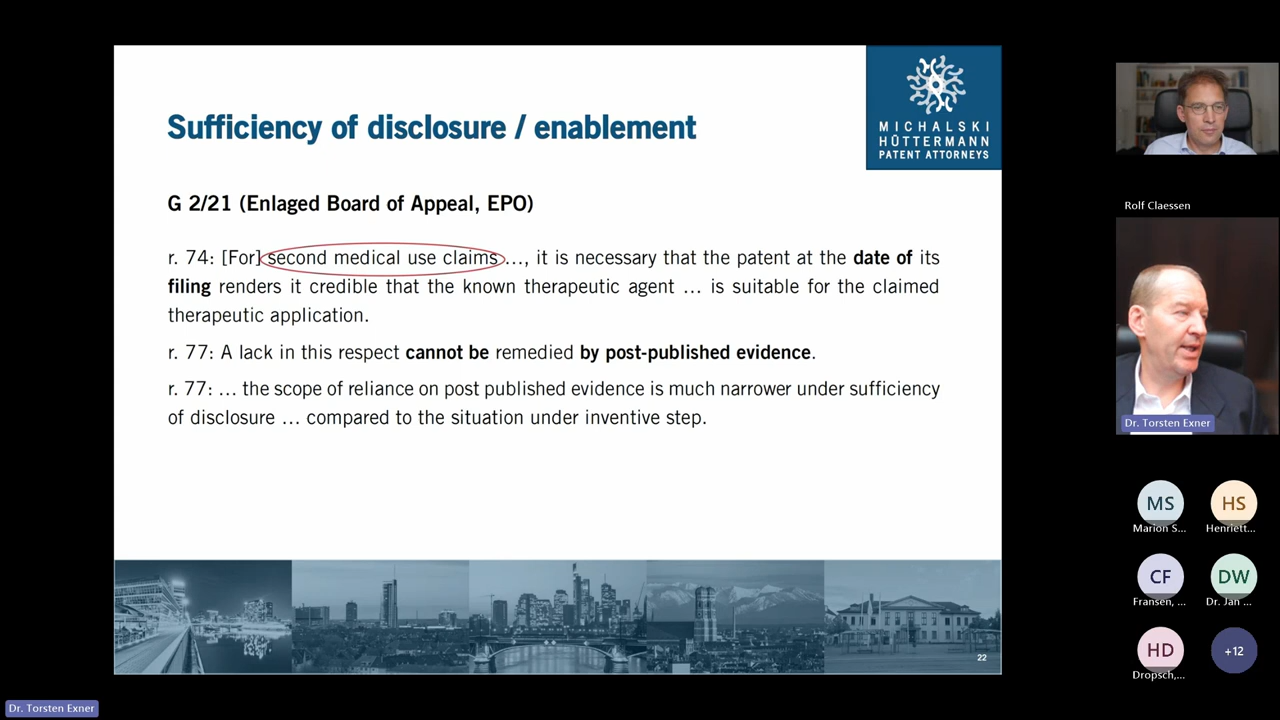 Sufficiency of disclosure / enablement
MICHALSKI
HÜTTERMANN
PATENT ATTORNEYS
G 2/21 (Enlaged Board of Appeal, EPO)
r. 74: [For] second medical use claims …, it is necessary that the patent at the date of its
filing renders it credible that the known therapeutic agent … is suitable for the claimed
therapeutic application.
r. 77: A lack in this respect cannot be remedied by post-published evidence.
r. 77: … the scope of reliance on post published evidence is much narrower under sufficiency
of disclosure … compared to the situation under inventive step.
22
Rolf Claessen
Dr. Torsten Exner
MS
Marion S...
HS
Henriett...
CF
Fransen, ...
DW
Dr. Jan ...
HD
Dropsch,...
+12
Dr. Torsten Exner